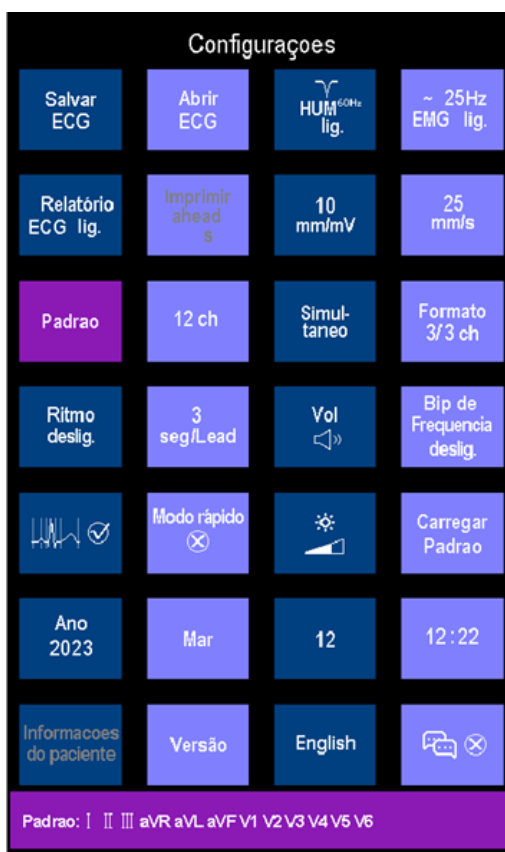 Configuraçoes
Salvar
ECG
Abrir
ECG
HUM 60Hz
lig.
~ 25Hz
EMG lig.
Relatório
ECG lig.
Imprimir
ahead
s
10
mm/mV
25
mm/s
Padrao
12 ch
Simul-
taneo
Formato
3/3 ch
Ritmo
deslig.
3
seg/Lead
Vol
Bip de
Frequencia
deslig.
Modo rápido
Carregar
Padrao
Ano
2023
Mar
12
12:22
Informacoes
do paciente
Versão
English
Padrao: I II III aVR aVL aVF V1 V2 V3 V4 V5 V6